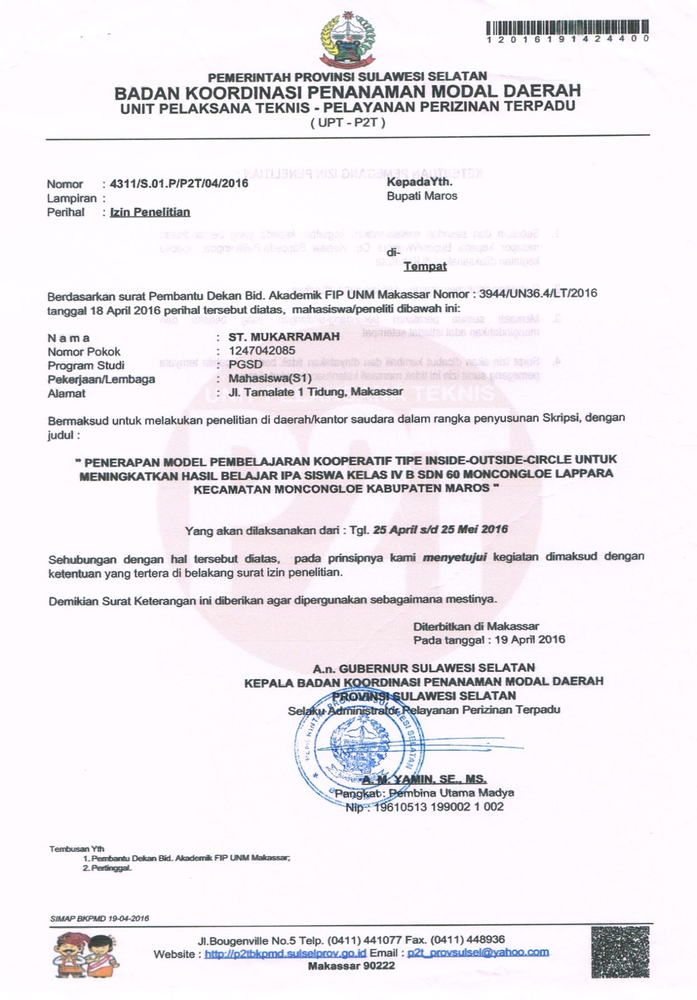 1 2 0 1 6 1 9 1 4 2 4 4 0 0
PEMERINTAH PROVINSI SULAWESI SELATAN
BADAN KOORDINASI PENANAMAN MODAL DAERAH
UNIT PELAKSANA TEKNIS - PELAYANAN PERIZINAN TERPADU
( UPT - P2T )
Nomor : 4311/S.01.P/P2T/04/2016
Lampiran :
Perihal : Izin Penelitian
KepadaYth.
Bupati Maros
di-
Tempat
Berdasarkan surat Pembantu Dekan Bid. Akademik FIP UNM Makassar Nomor : 3944/UN36.4/LT/2016
tanggal 18 April 2016 perihal tersebut diatas, mahasiswa/peneliti dibawah ini:
N a m a : ST. MUKARRAMAH
Nomor Pokok : 1247042085
Program Studi : PGSD
Pekerjaan/Lembaga : Mahasiswa(S1)
Alamat : Jl. Tamalate 1 Tidung, Makassar
UNIT PELAKSANA TEKNIS
P2T
Bermaksud untuk melakukan penelitian di daerah/kantor saudara dalam rangka penyusunan Skripsi, dengan
judul :
" PENERAPAN MODEL PEMBELAJARAN KOOPERATIF TIPE INSIDE-OUTSIDE-CIRCLE UNTUK
MENINGKATKAN HASIL BELAJAR IPA SISWA KELAS IV B SDN 60 MONCONGLOE LAPPARA
KECAMATAN MONCONGLOE KABUPATEN MAROS "
Yang akan dilaksanakan dari : Tgl. 25 April s/d 25 Mei 2016
Sehubungan dengan hal tersebut diatas, pada prinsipnya kami menyetujui kegiatan dimaksud dengan
ketentuan yang tertera di belakang surat izin penelitian.
Demikian Surat Keterangan ini diberikan agar dipergunakan sebagaimana mestinya.
Diterbitkan di Makassar
Pada tanggal : 19 April 2016
A.n. GUBERNUR SULAWESI SELATAN
KEPALA BADAN KOORDINASI PENANAMAN MODAL DAERAH
PROVINSI SULAWESI SELATAN
Selaku Administrator Pelayanan Perizinan Terpadu
PROVINSI SULAWESI SELATAN
A. M. YAMIN, SE., MS.
Pangkat : Pembina Utama Madya
Nip : 19610513 199002 1 002
Tembusan Yth
1. Pembantu Dekan Bid. Akademik FIP UNM Makassar;
2. Pertinggal.
SIMAP BKPMD 19-04-2016
Jl.Bougenville No.5 Telp. (0411) 441077 Fax. (0411) 448936
Website : http://p2tbkpmd.sulselprov.go.id Email : p2t_provsulsel@yahoo.com
Makassar 90222